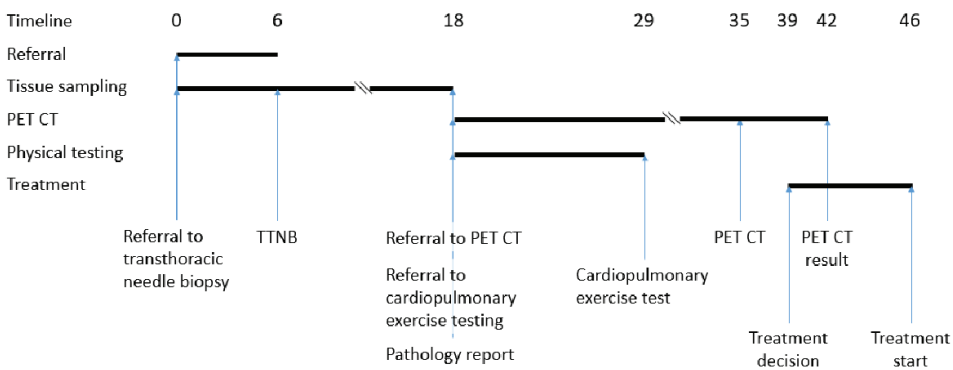 Timeline 0 6 18 29 35 39 42 46
Referral
Tissue sampling
PET CT
Physical testing
Treatment
Referral to
transthoracic
needle biopsy
TTNB
Referral to PET CT
Referral to
cardiopulmonary
exercise testing
Pathology report
Cardiopulmonary
exercise test
PET CT
PET CT
result
Treatment
decision
Treatment
start